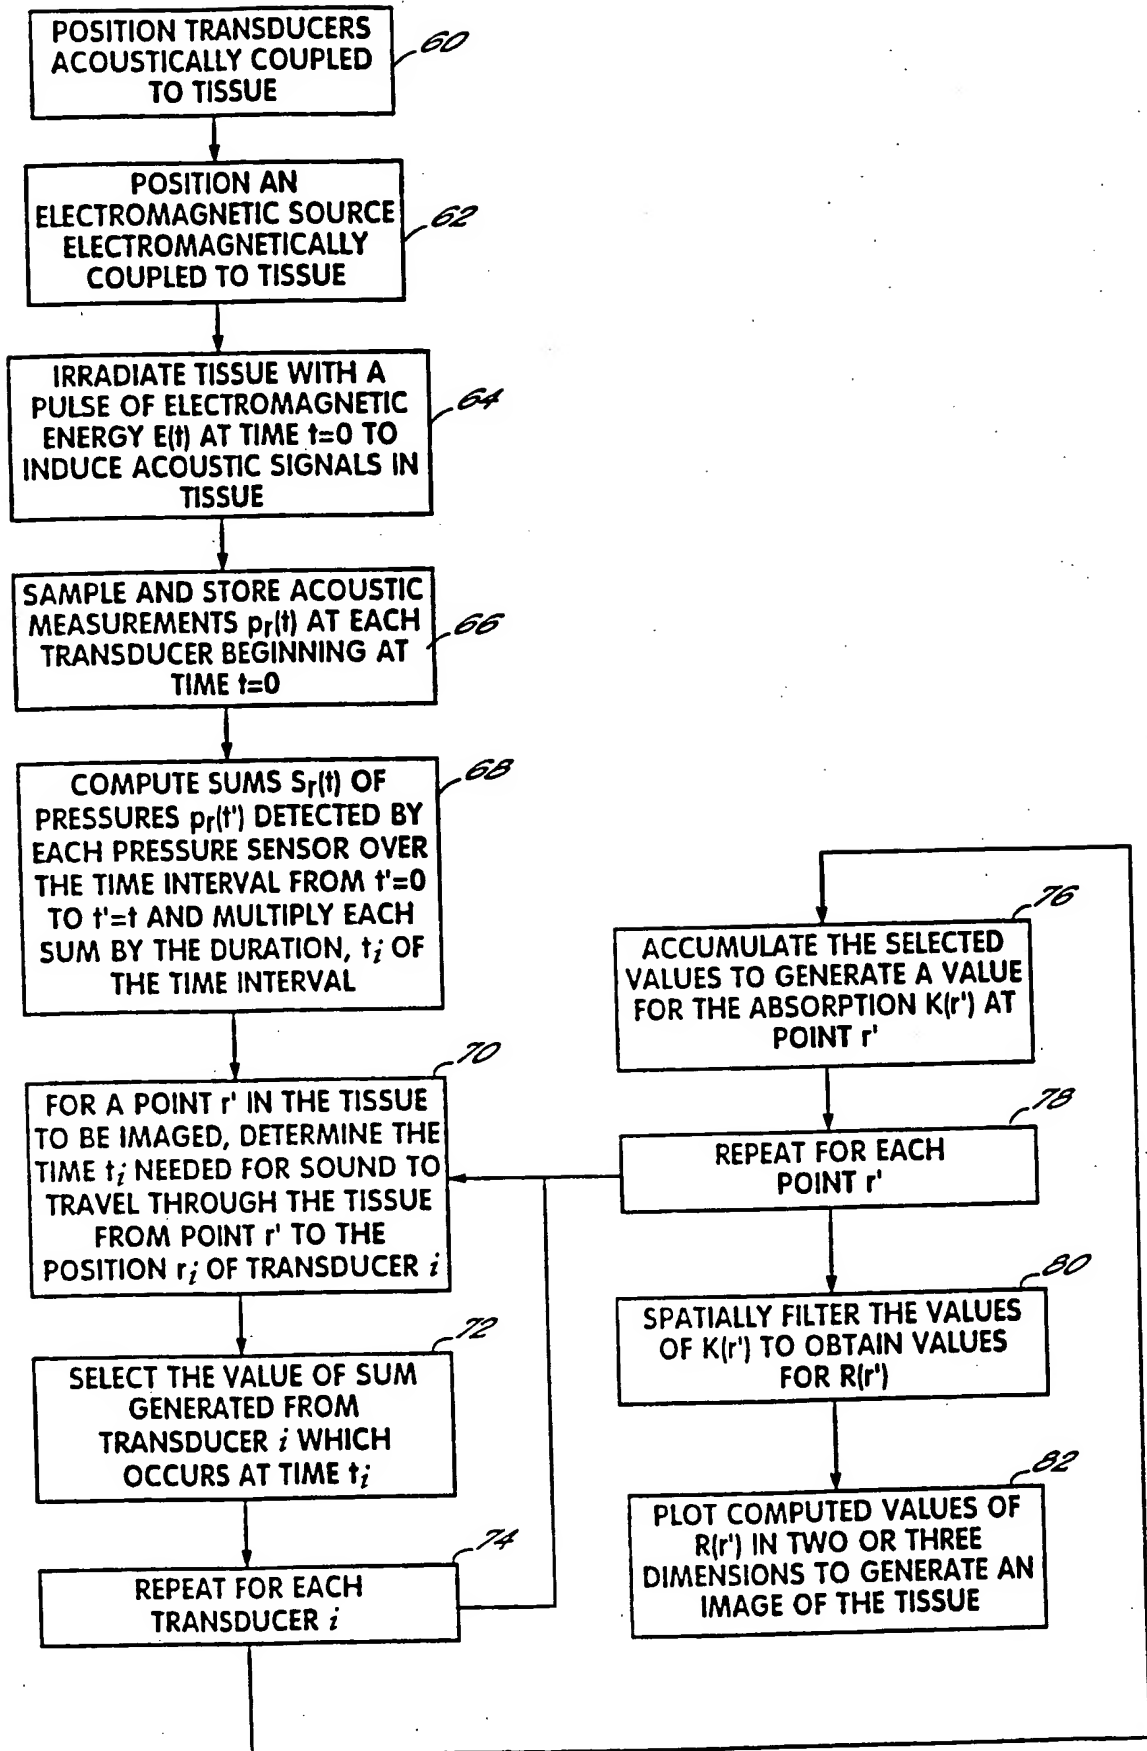 POSITION TRANSDUCERS
ACOUSTICALLY COUPLED
TO TISSUE
60
POSITION AN
ELECTROMAGNETIC SOURCE
ELECTROMAGNETICALLY
COUPLED TO TISSUE
62
IRRADIATE TISSUE WITH A
PULSE OF ELECTROMAGNETIC
ENERGY E(t) AT TIME t=0 TO
INDUCE ACOUSTIC SIGNALS IN
TISSUE
64
SAMPLE AND STORE ACOUSTIC
MEASUREMENTS pr(t) AT EACH
TRANSDUCER BEGINNING AT
TIME t=0
66
COMPUTE SUMS Sr(t) OF
PRESSURES pr(t') DETECTED BY
EACH PRESSURE SENSOR OVER
THE TIME INTERVAL FROM t'=0
TO t'=t AND MULTIPLY EACH
SUM BY THE DURATION, ti OF
THE TIME INTERVAL
68
FOR A POINT r' IN THE TISSUE
TO BE IMAGED, DETERMINE THE
TIME ti NEEDED FOR SOUND TO
TRAVEL THROUGH THE TISSUE
FROM POINT r' TO THE
POSITION ri OF TRANSDUCER i
70
SELECT THE VALUE OF SUM
GENERATED FROM
TRANSDUCER i WHICH
OCCURS AT TIME ti
72
REPEAT FOR EACH
TRANSDUCER i
74
ACCUMULATE THE SELECTED
VALUES TO GENERATE A VALUE
FOR THE ABSORPTION K(r') AT
POINT r'
76
REPEAT FOR EACH
POINT r'
78
SPATIALLY FILTER THE VALUES
OF K(r') TO OBTAIN VALUES
FOR R(r')
80
PLOT COMPUTED VALUES OF
R(r') IN TWO OR THREE
DIMENSIONS TO GENERATE AN
IMAGE OF THE TISSUE
82